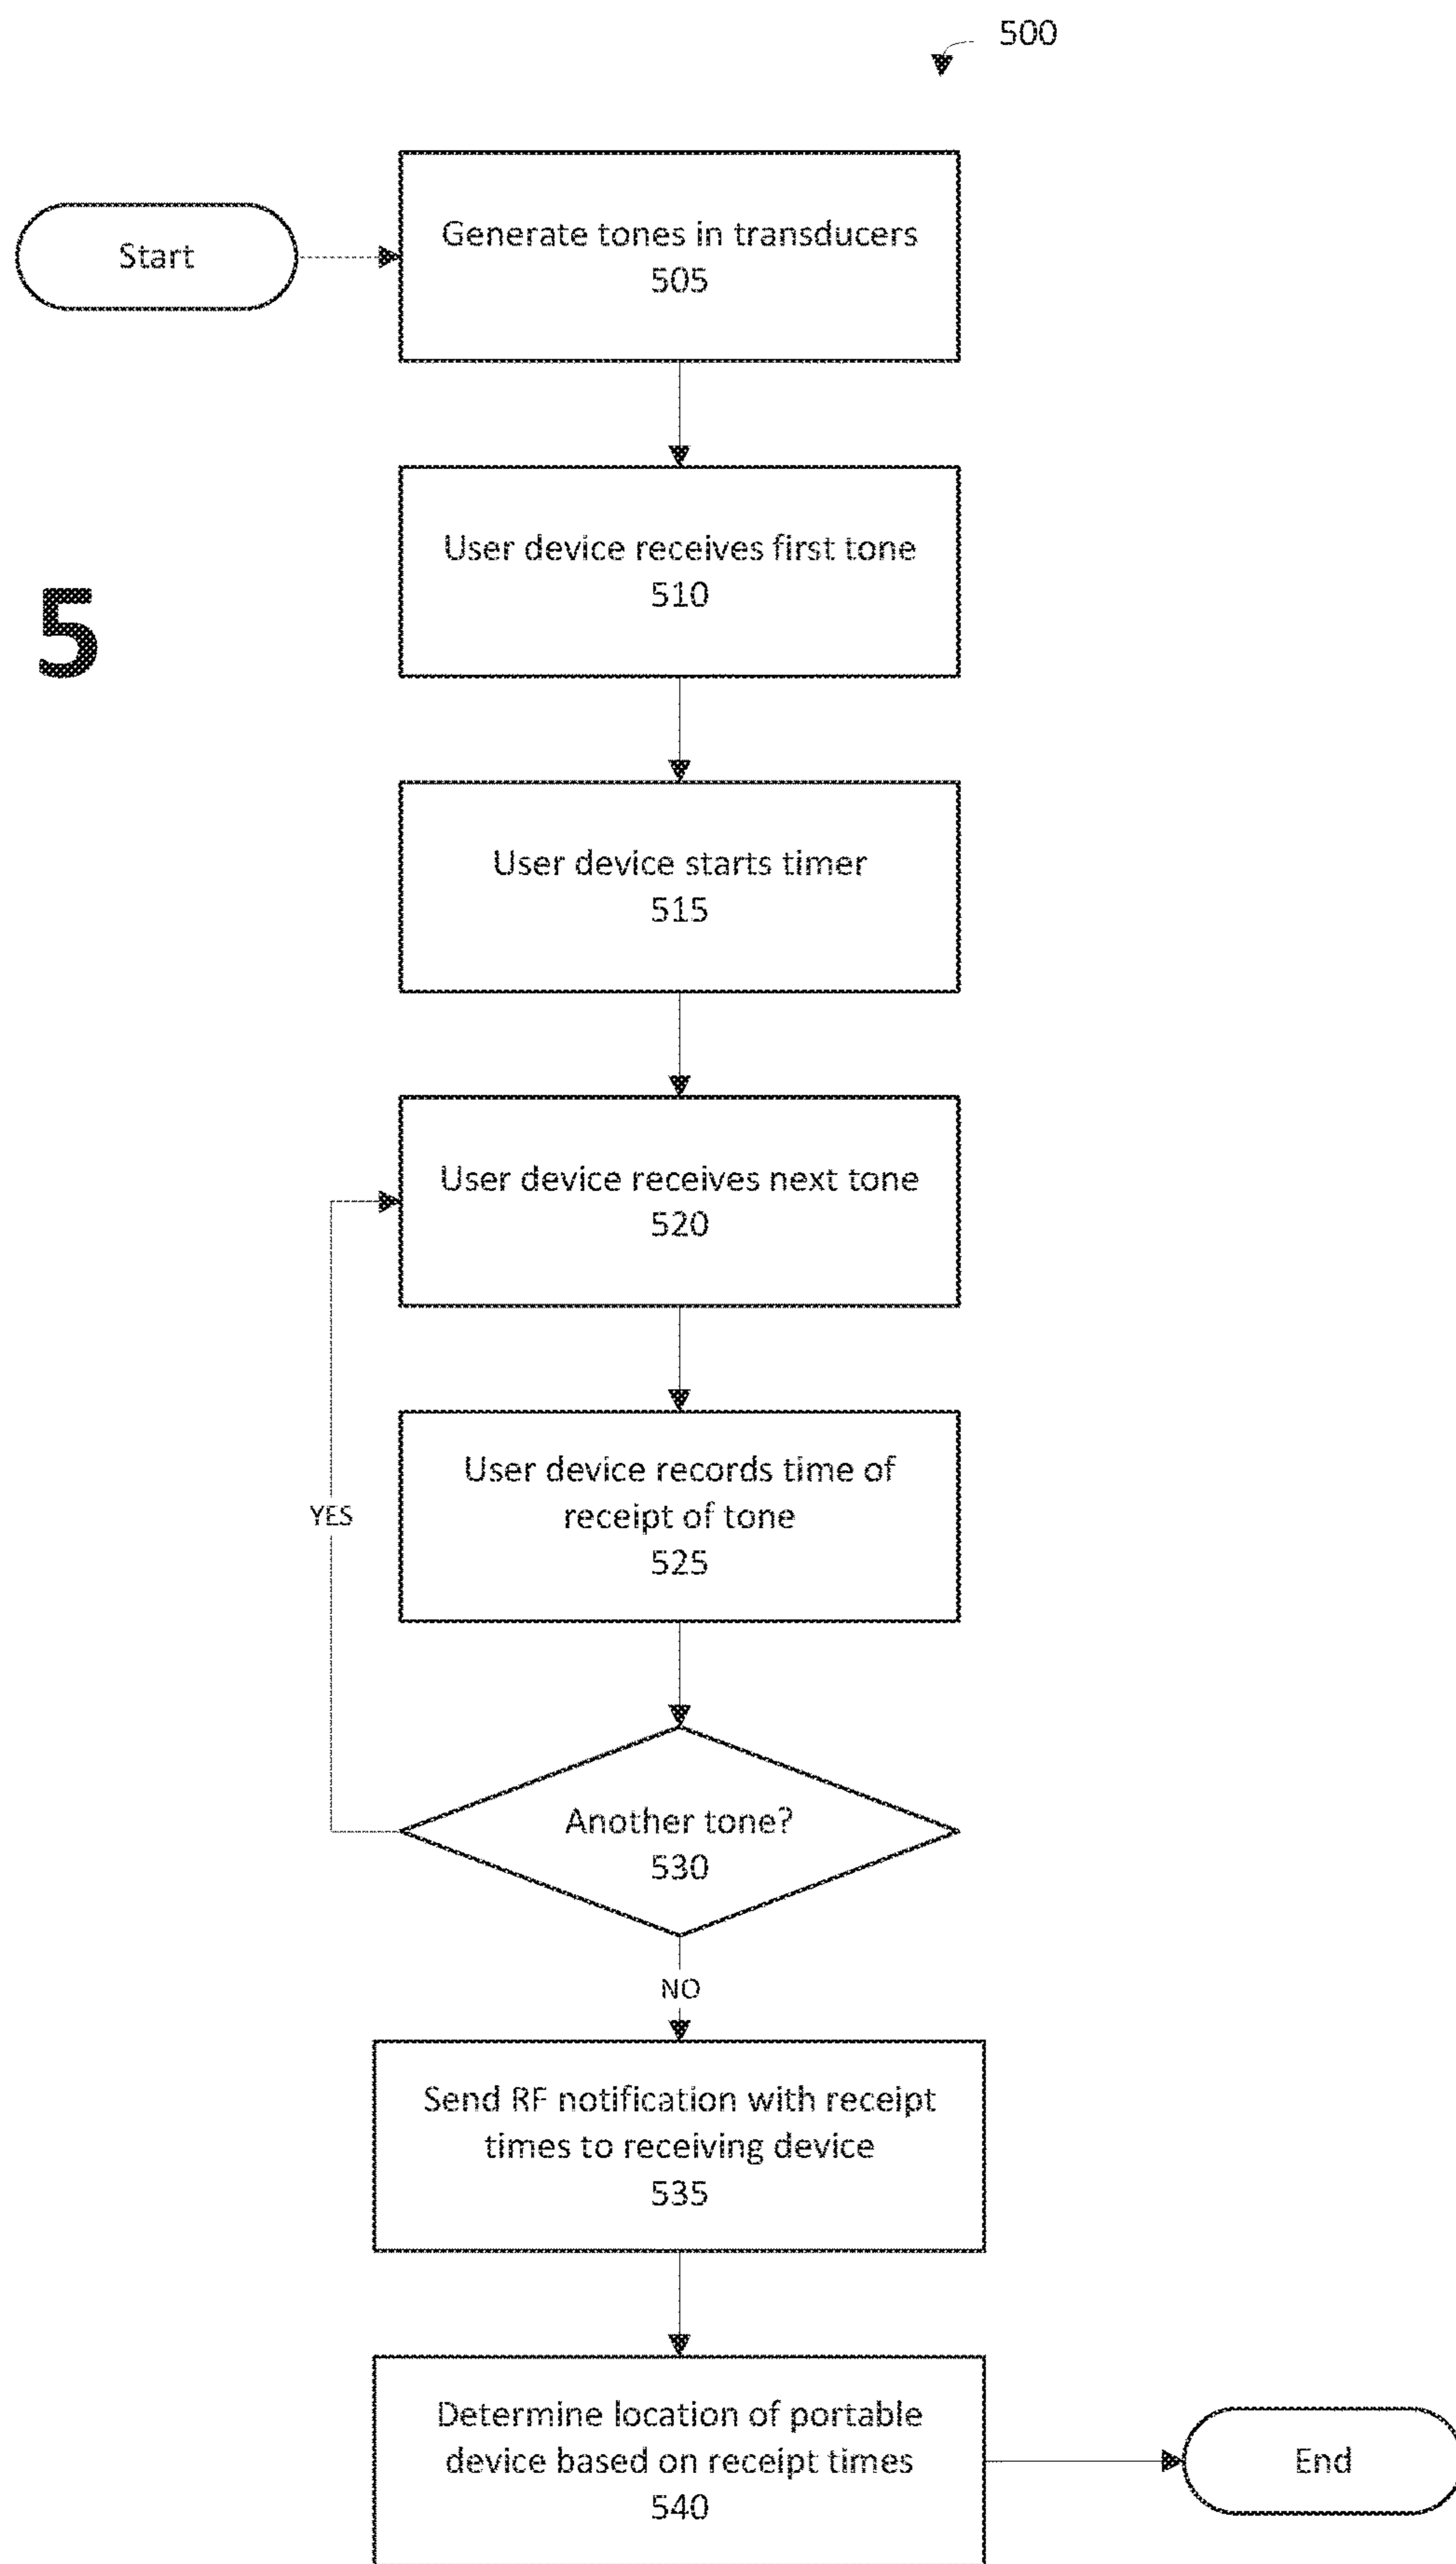 500
Start
Generate tones in transducers
505
User device receives first tone
510
5
User device starts timer
515
User device receives next tone
520
User device records time of
receipt of tone
525
YES
Another tone?
530
NO
Send RF notification with receipt
times to receiving device
535
Determine location of portable
device based on receipt times
540
End